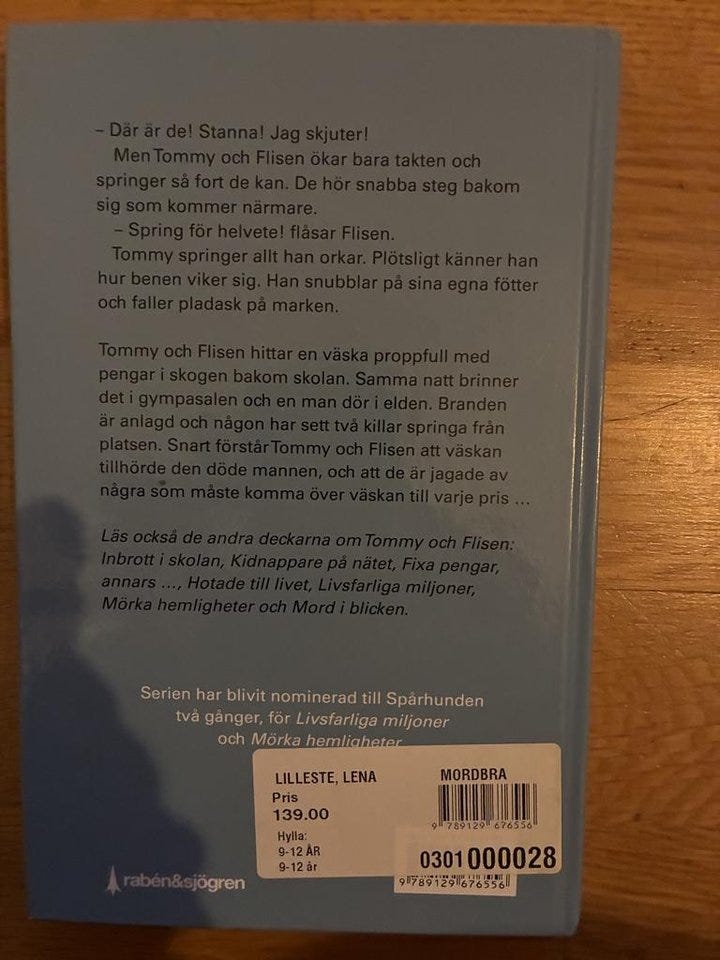 – Där är de! Stanna! Jag skjuter!
Men Tommy och Flisen ökar bara takten och
springer så fort de kan. De hör snabba steg bakom
sig som kommer närmare.
– Spring för helvete! flåsar Flisen.
Tommy springer allt han orkar. Plötsligt känner han
hur benen viker sig. Han snubblar på sina egna fötter
och faller pladask på marken.
Tommy och Flisen hittar en väska proppfull med
pengar i skogen bakom skolan. Samma natt brinner
det i gympasalen och en man dör i elden. Branden
är anlagd och någon har sett två killar springa från
platsen. Snart förstår Tommy och Flisen att väskan
tillhörde den döde mannen, och att de är jagade av
några som måste komma över väskan till varje pris ...
Läs också de andra deckarna om Tommy och Flisen:
Inbrott i skolan, Kidnappare på nätet, Fixa pengar,
annars ..., Hotade till livet, Livsfarliga miljoner,
Mörka hemligheter och Mord i blicken.
Serien har blivit nominerad till Spårhunden
två gånger, för Livsfarliga miljoner
och Mörka hemligheter
LILLESTE, LENA MORDBRA
Pris
139.00
9 789129 676556
Hylla:
9-12 ÅR
9-12 år
0301 000028
9 789129 676556
rabén&sjögren